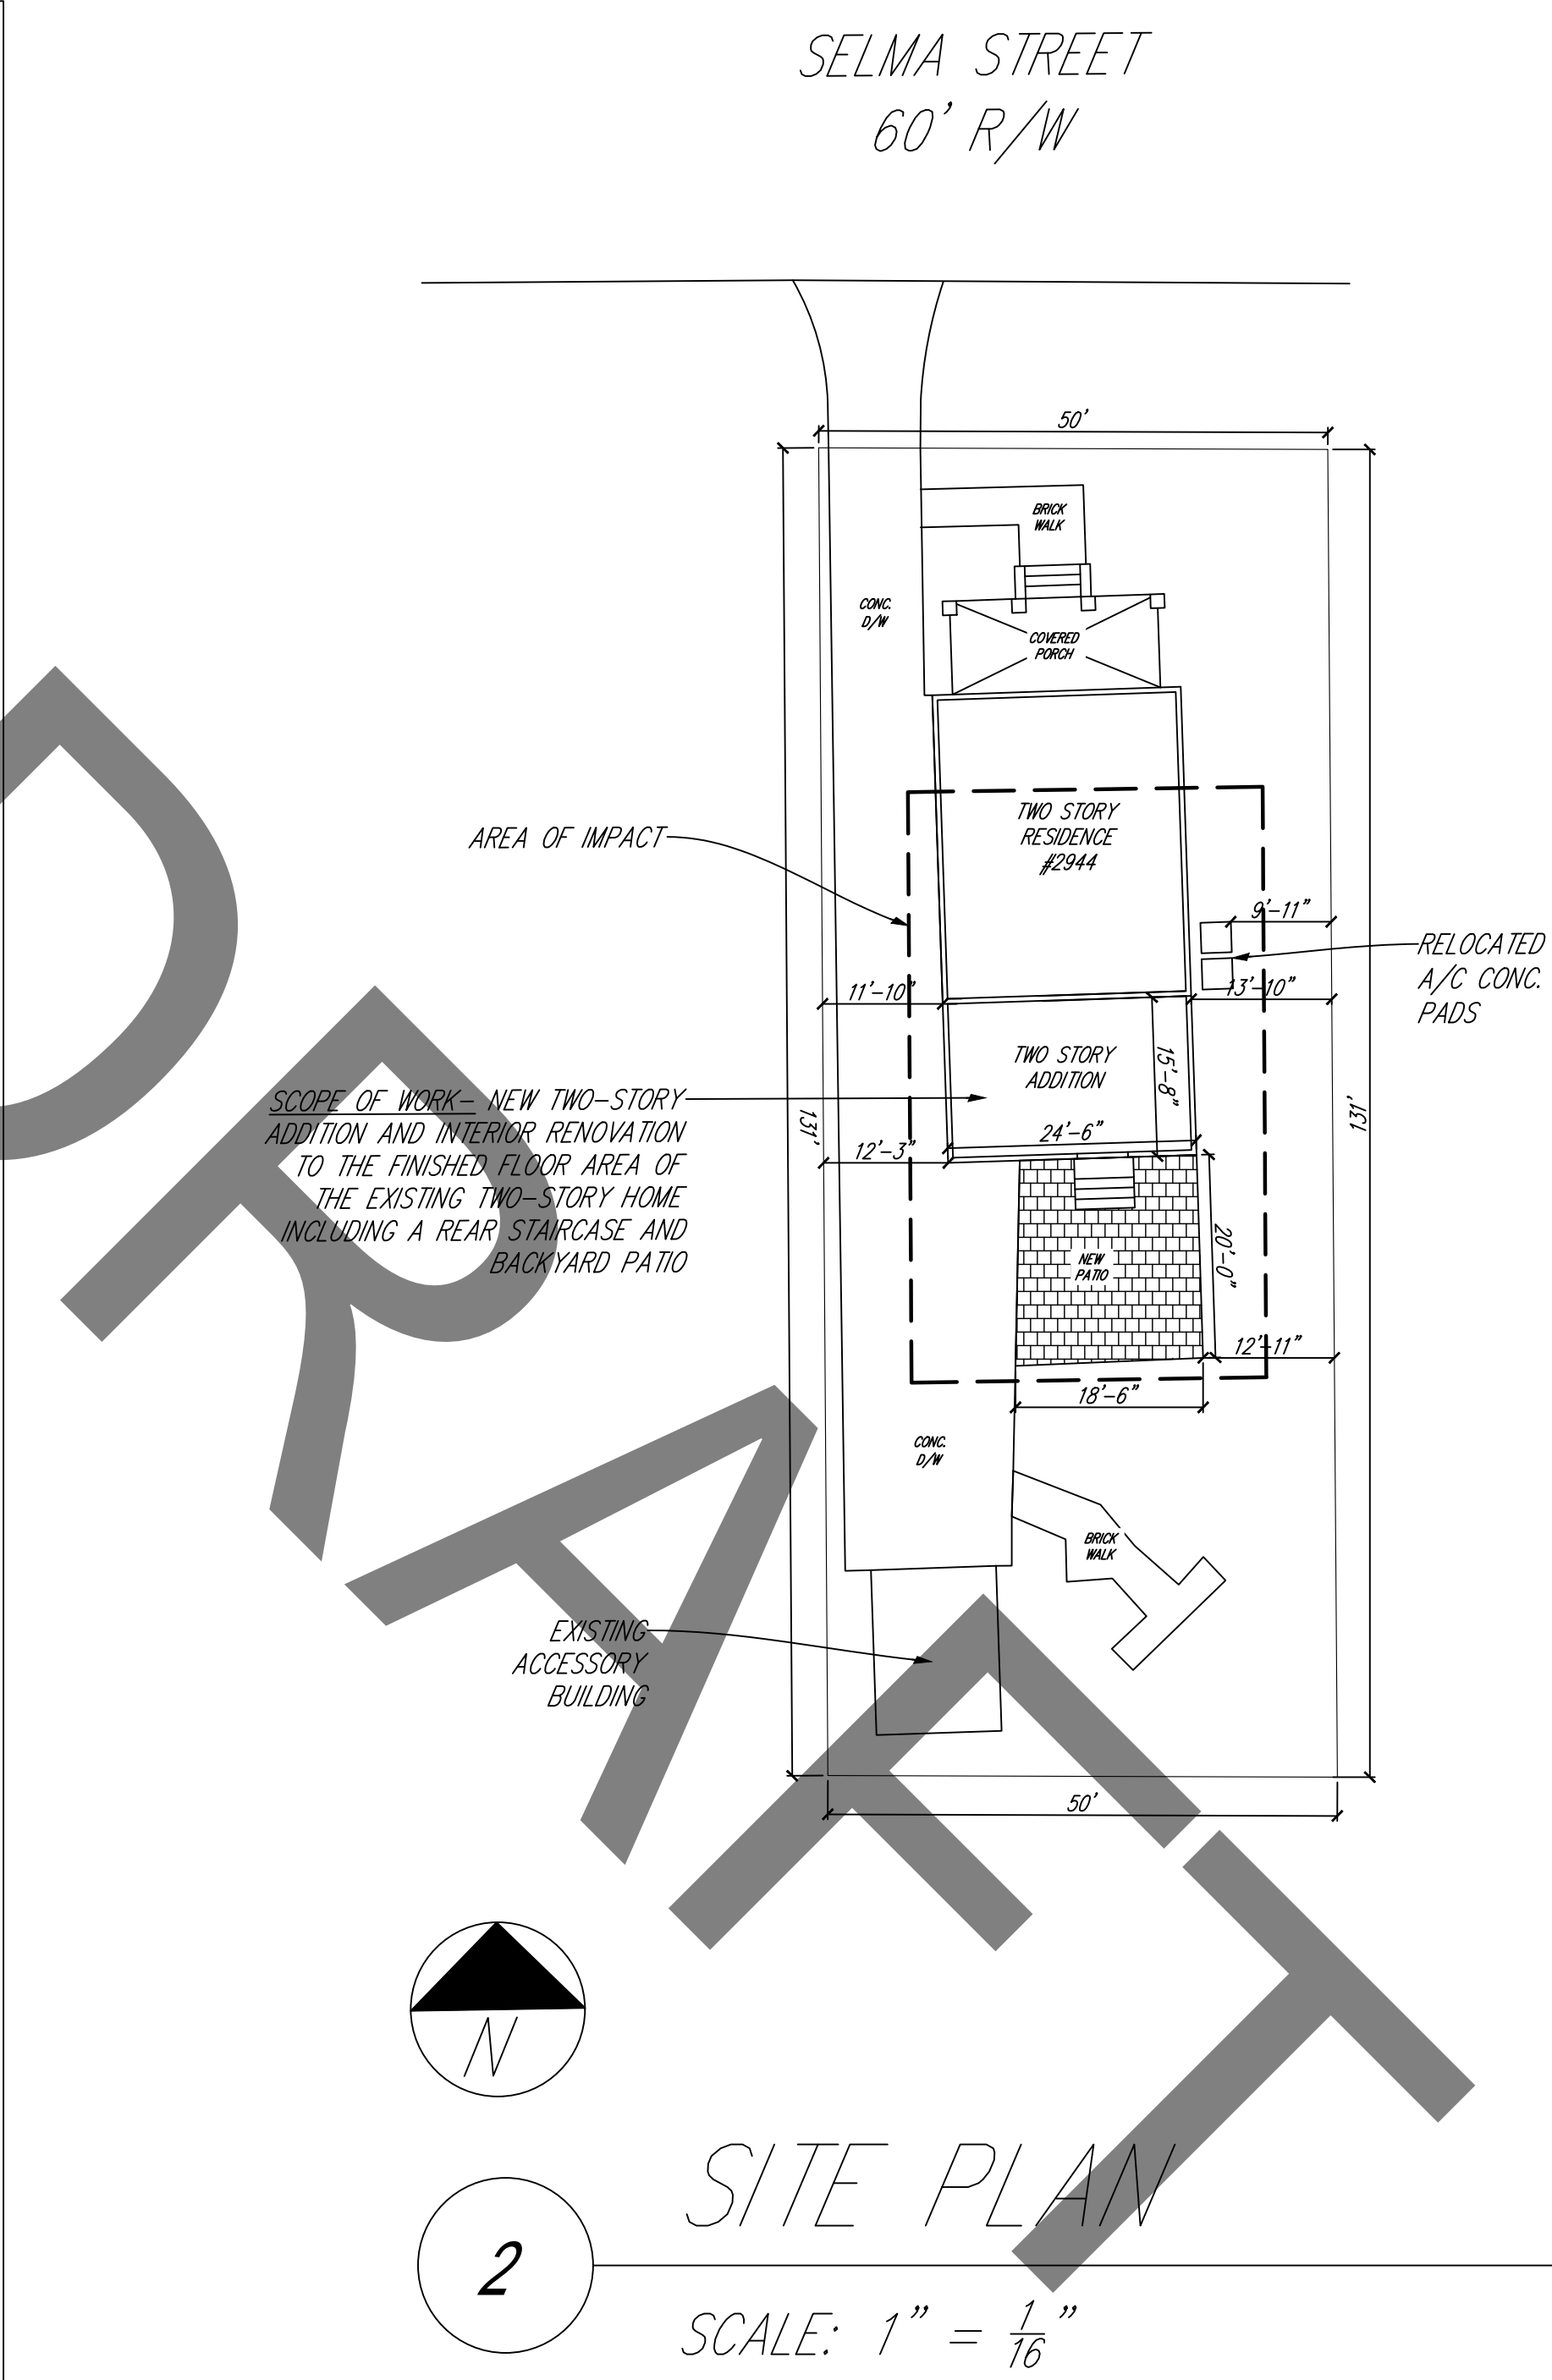 SELMA STREET
60' R/W
50'
BRICK
WALK
CONC.
D/W
COVERED
PORCH
TWO STORY
RESIDENCE
#2944
AREA OF IMPACT
9'-11"
RELOCATED
A/C CONC.
PADS
11'-10"
13'-10"
TWO STORY
ADDITION
15'-8"
SCOPE OF WORK- NEW TWO-STORY
ADDITION AND INTERIOR RENOVATION
TO THE FINISHED FLOOR AREA OF
THE EXISTING TWO-STORY HOME
INCLUDING A REAR STAIRCASE AND
BACKYARD PATIO
131'
131'
24'-6"
12'-3"
NEW
PATIO
20'-0"
12'-11"
18'-6"
CONC.
D/W
BRICK
WALK
EXISTING
ACCESSORY
BUILDING
50'
N
SITE PLAN
2
SCALE: 1" = 1/16"
DRAFT